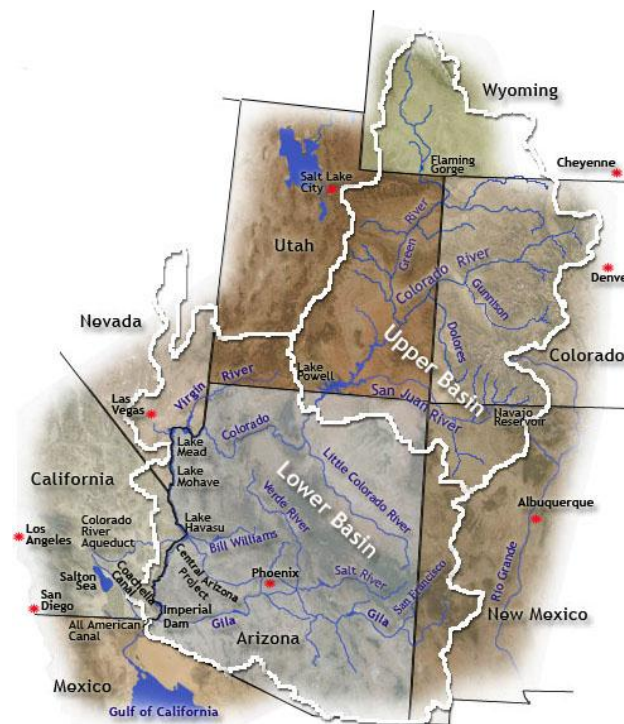 Wyoming
Flaming
Gorge
Cheyenne
Salt Lake
City
Utah
Green
River
Denver
Colorado River
Gunnison
Dolores
Nevada
Colorado
Upper Basin
Lake
Powell
San Juan River
Navajo
Reservoir
Las
Vegas
Virgin River
Colorado
Lake
Mead
Lake
Mohave
California
Little Colorado River
Lower Basin
Verde River
Lake
Havasu
Albuquerque
Los
Angeles
Colorado
River
Aqueduct
Bill Williams
Central Arizona
Project
Phoenix
Salt River
San Francisco
Rio Grande
Salton
Sea
Coachella
Canal
San
Diego
Imperial
Dam
Gila
Gila
New Mexico
All American
Canal
Arizona
Mexico
Gulf of California